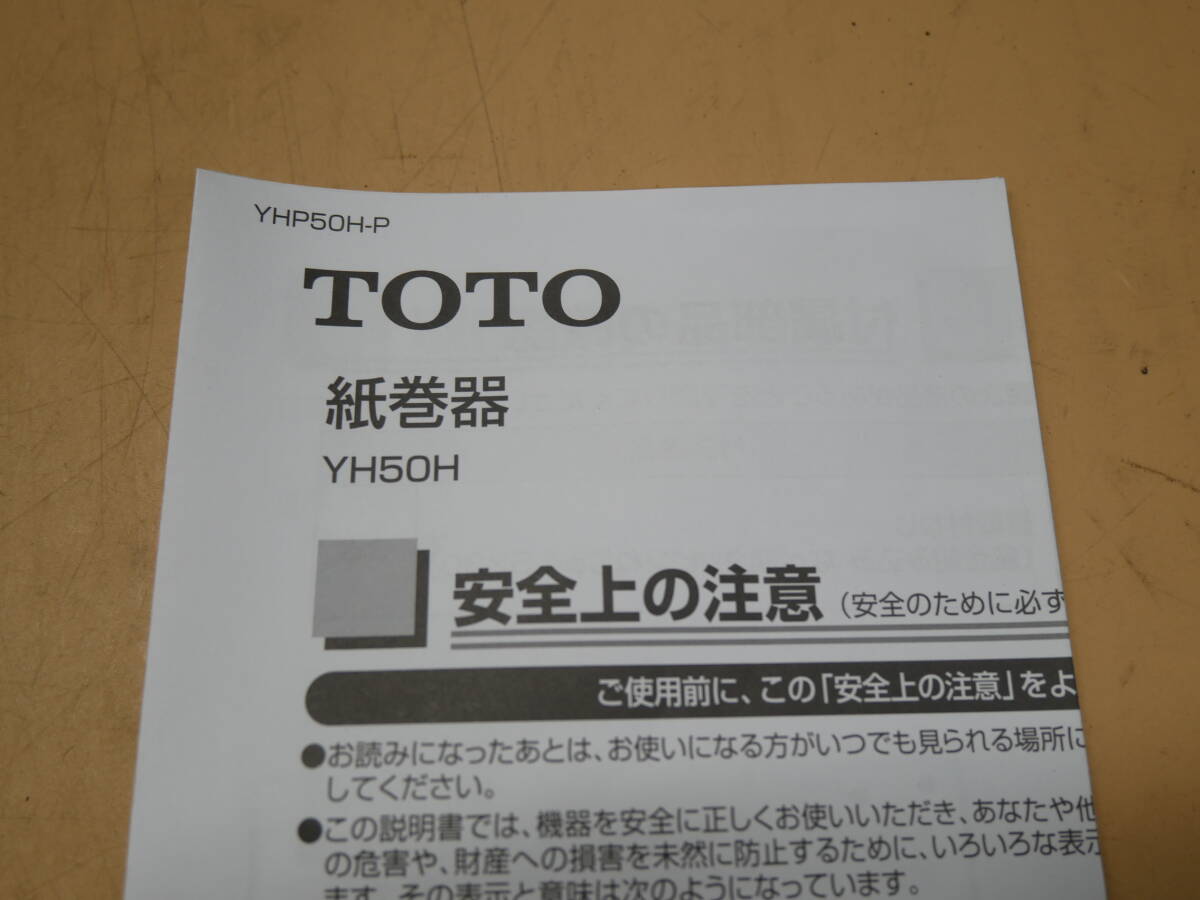 YHP50H-P
TOTO
紙巻器
YH50H
安全上の注意（安全のために必ず
ご使用前に、この「安全上の注意」をよ
●お読みになったあとは、お使いになる方がいつでも見られる場所に
してください。
●この説明書では、機器を安全に正しくお使いいただき、あなたや他
の危害や、財産への損害を未然に防止するために、いろいろな表示
ます。その表示と意味は次のようになっています。